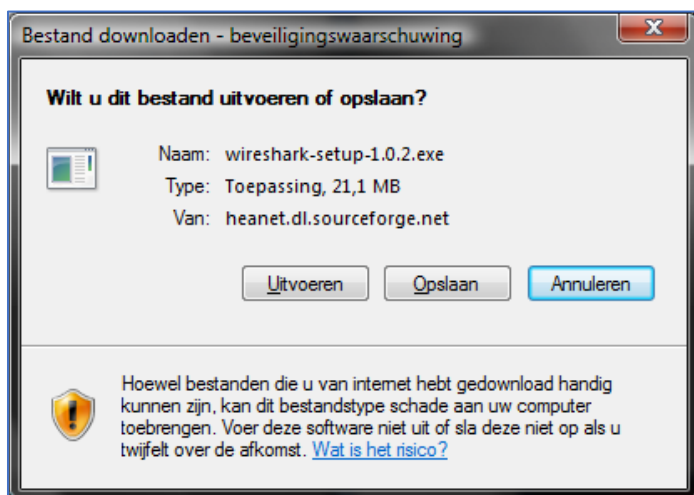 Bestand downloaden - beveiligingswaarschuwing
Wilt u dit bestand uitvoeren of opslaan?
Naam: wireshark-setup-1.0.2.exe
Type: Toepassing, 21,1 MB
Van: heanet.dl.sourceforge.net
Uitvoeren Opslaan Annuleren
Hoewel bestanden die u van internet hebt gedownload handig
kunnen zijn, kan dit bestandstype schade aan uw computer
toebrengen. Voer deze software niet uit of sla deze niet op als u
twijfelt over de afkomst. Wat is het risico?